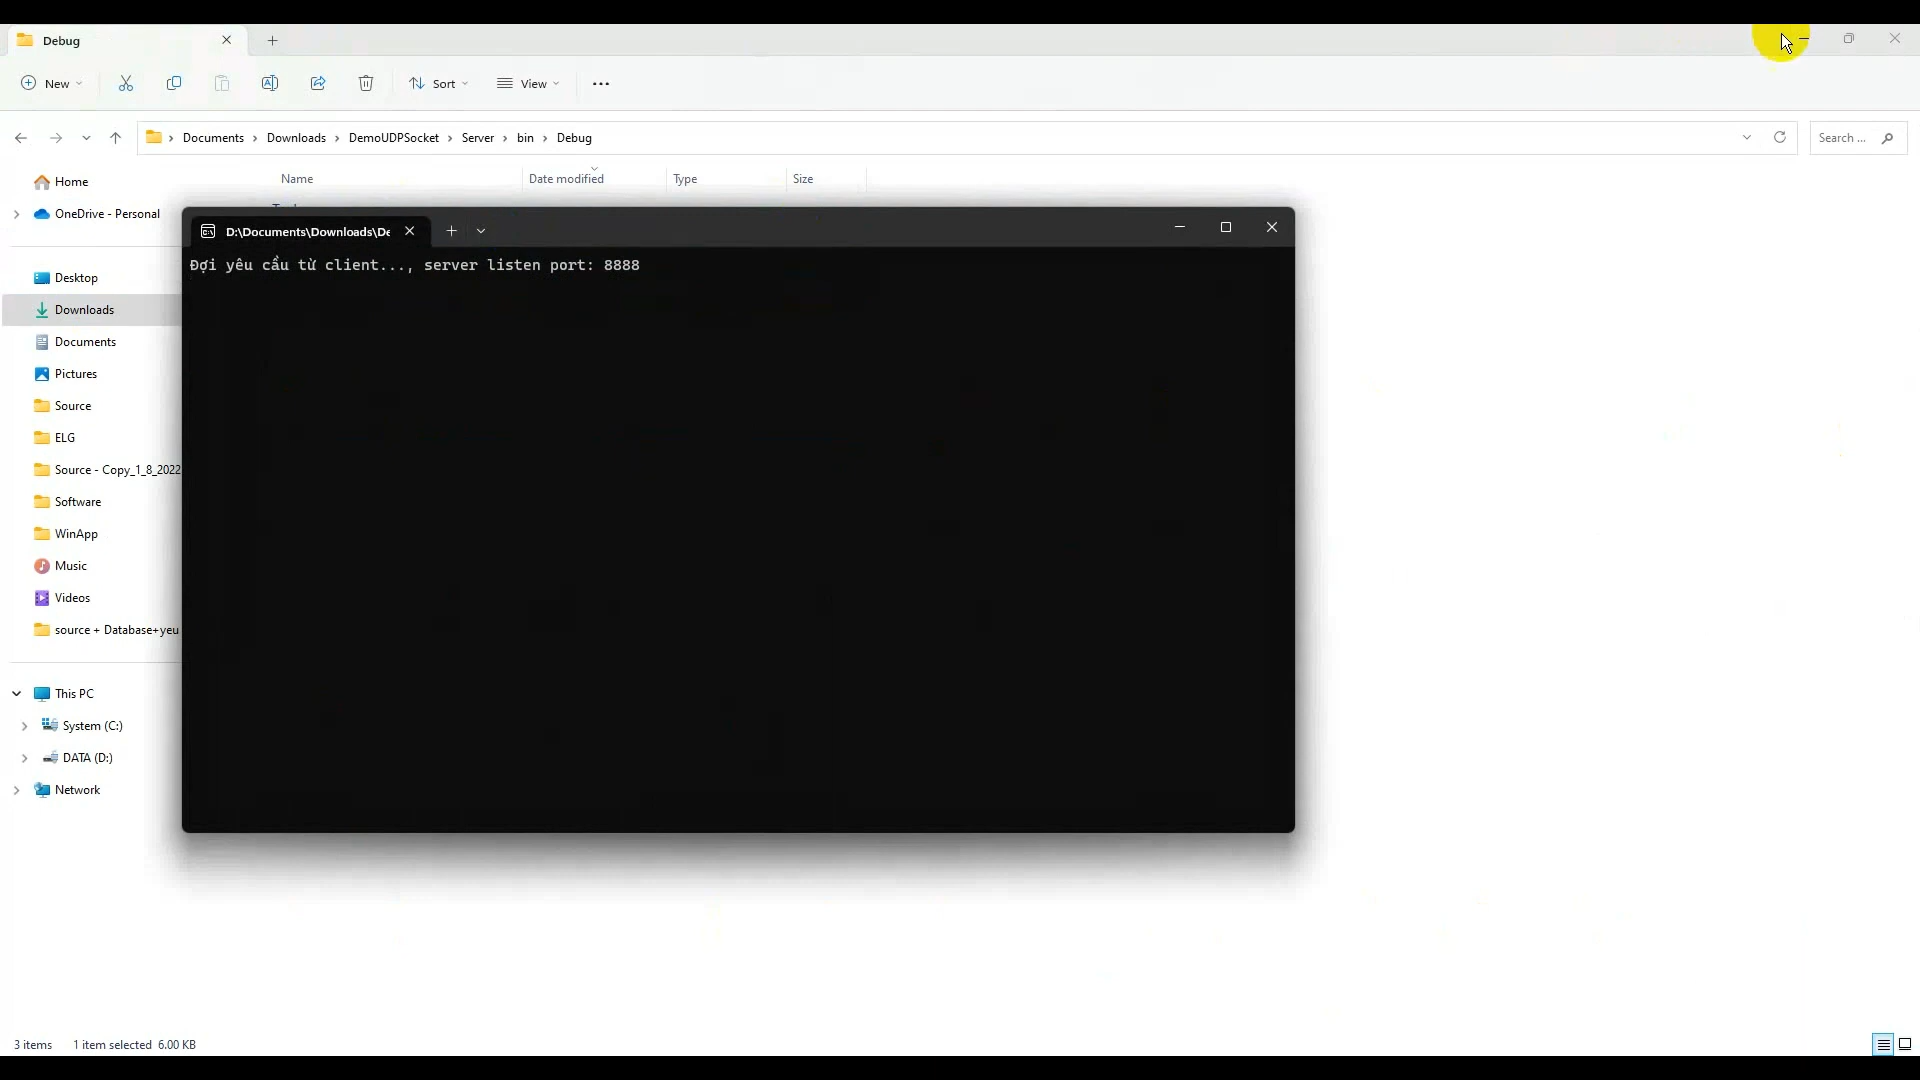 Debug
New
Sort
View
Documents > Downloads > DemoUDPSocket > Server > bin > Debug
Search ...
Name
Date modified
Type
Size
Home
OneDrive - Personal
D:\Documents\Downloads\De
Đợi yêu cầu từ client..., server listen port: 8888
Desktop
Downloads
Documents
Pictures
Source
ELG
Source - Copy_1_8_2022
Software
WinApp
Music
Videos
source + Database+yeu
This PC
System (C:)
DATA (D:)
Network
3 items
1 item selected 6.00 KB